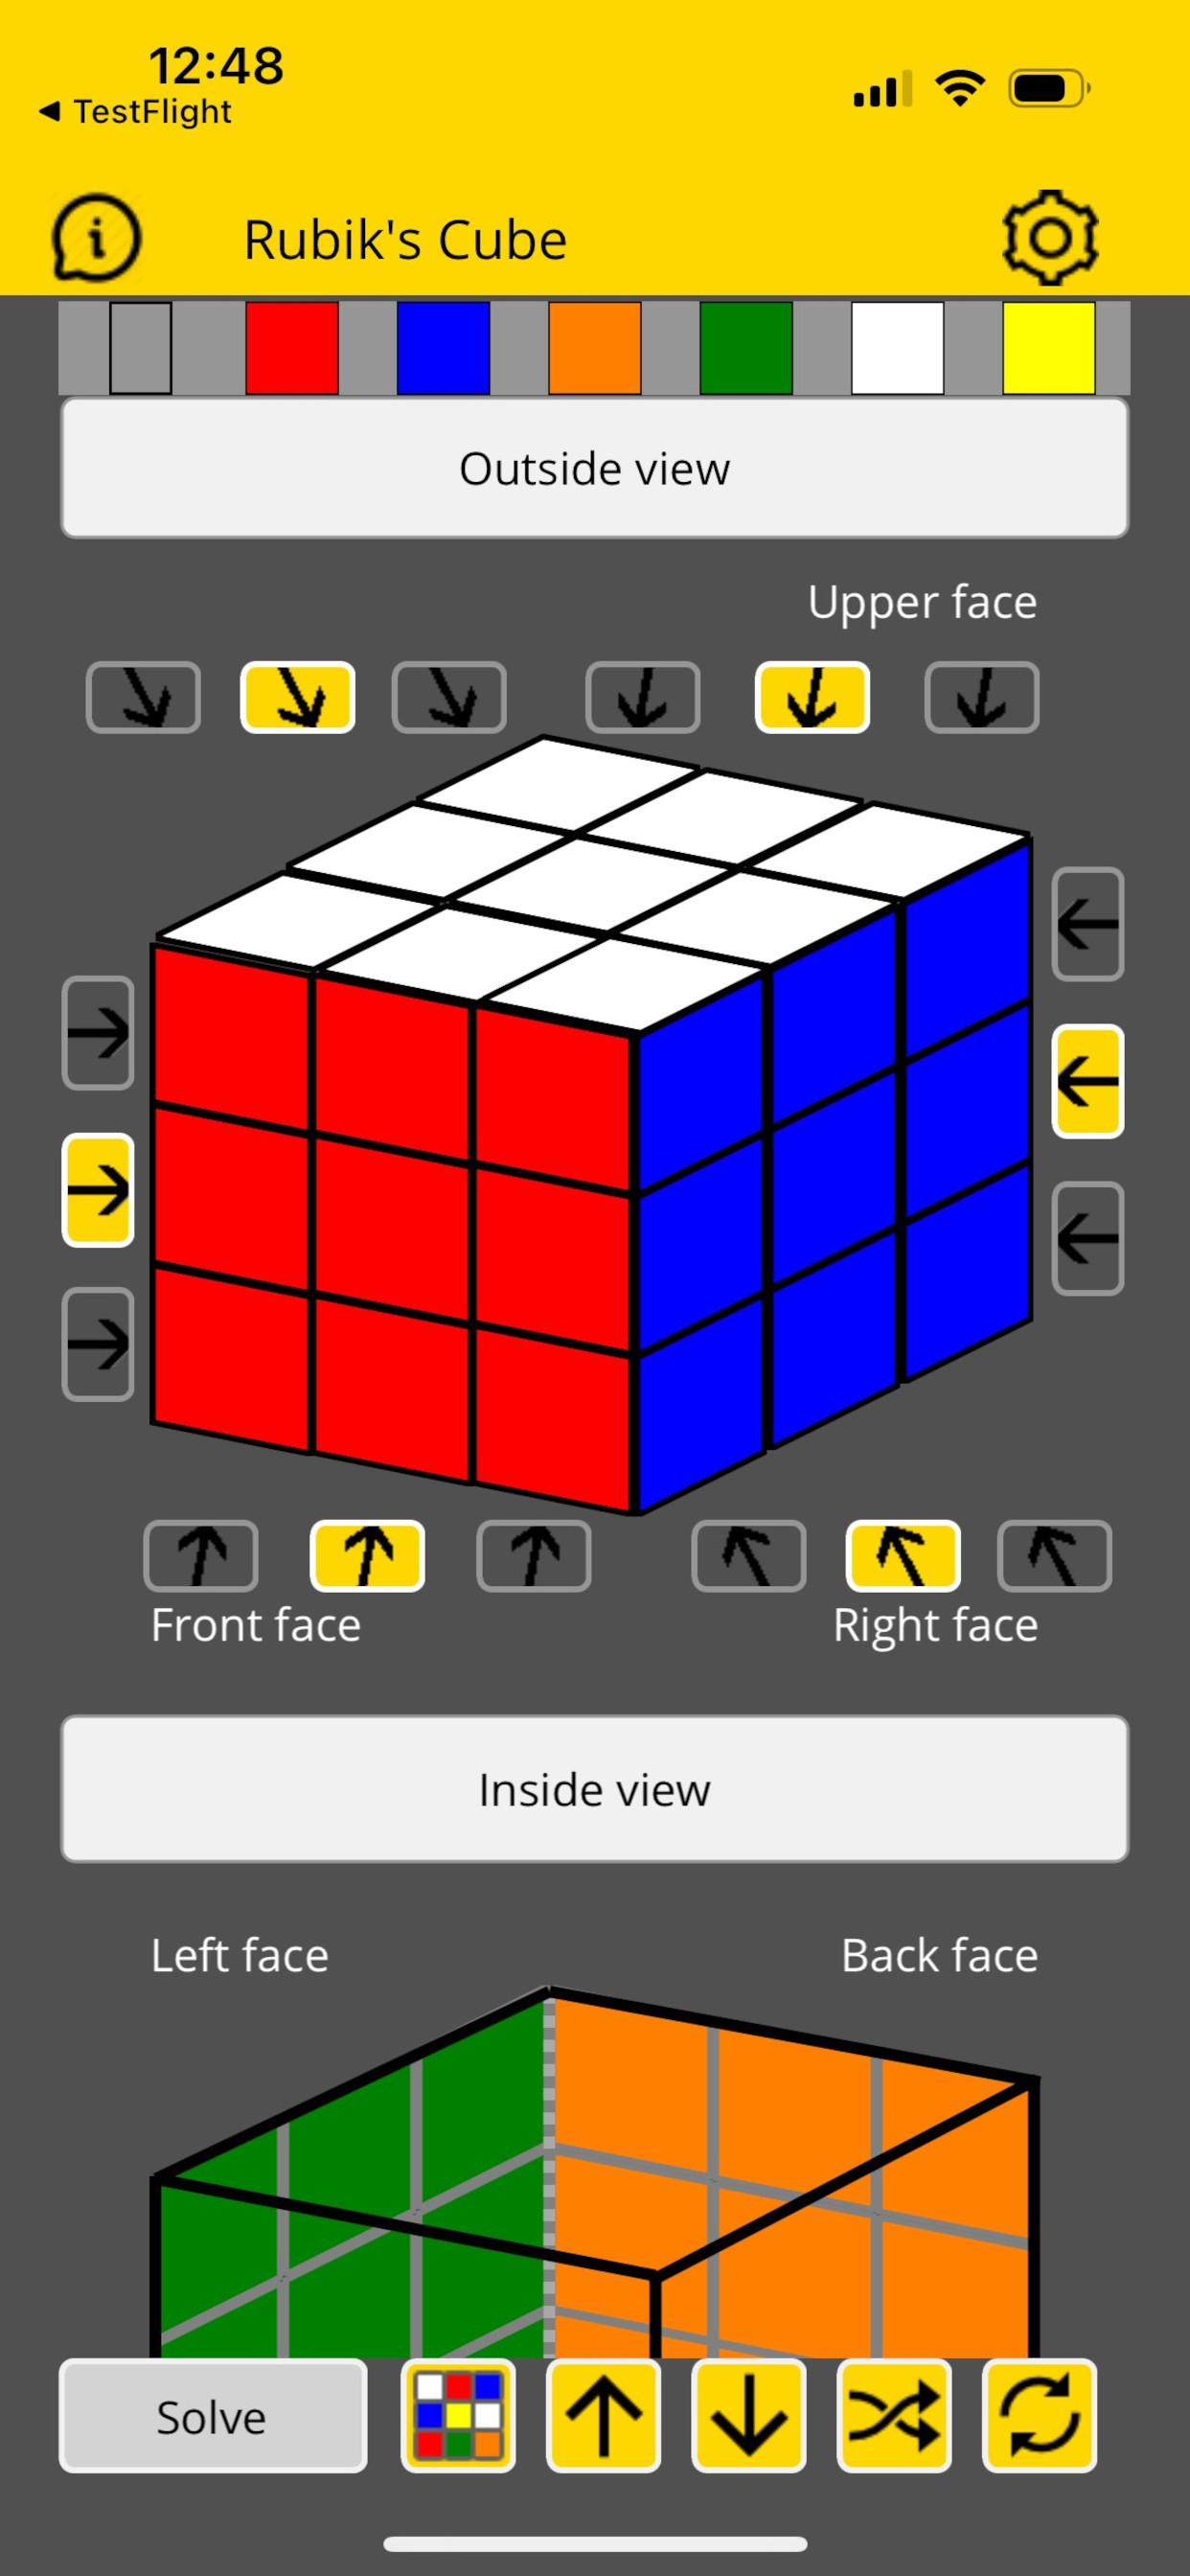 12:48
TestFlight
Rubik's Cube
Outside view
Upper face
Front face
Right face
Inside view
Left face
Back face
Solve